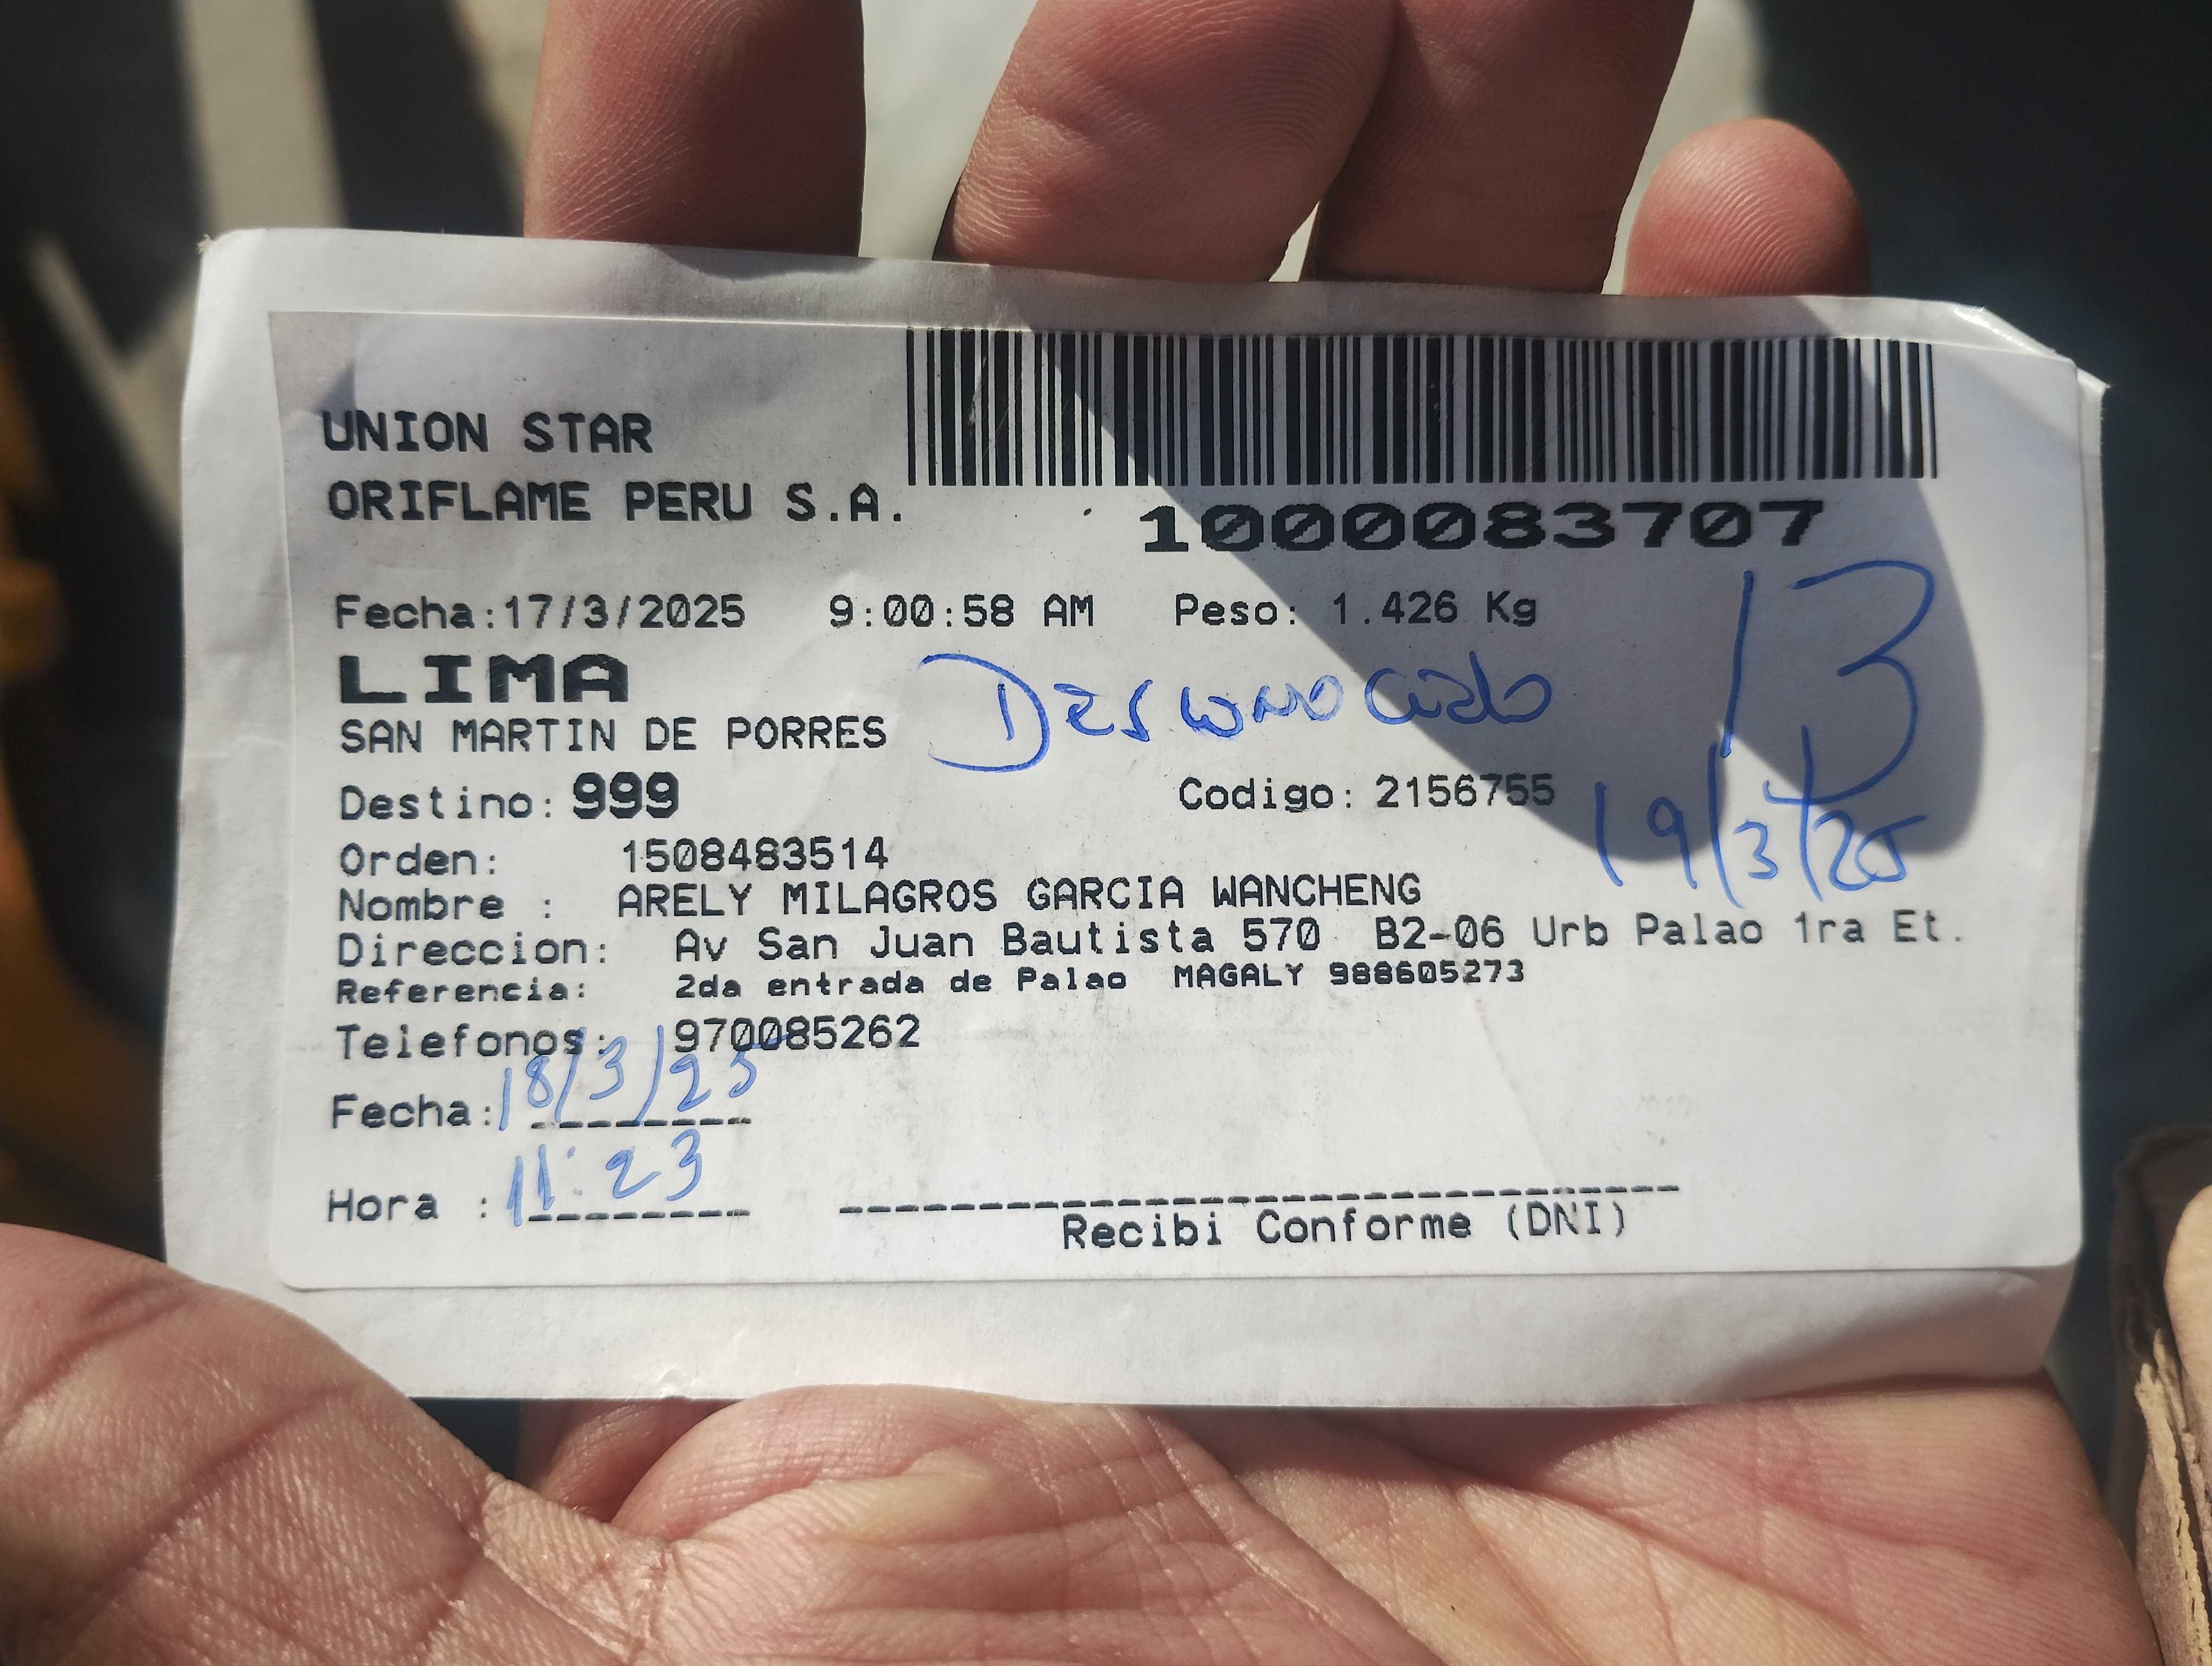 UNION STAR
ORIFLAME PERU S.A.
1000083707
Fecha:17/3/2025 9:00:58 AM Peso: 1.426 Kg
13
LIMA
Desconocido
SAN MARTIN DE PORRES
Destino: 999 Codigo: 2156755
19/3/25
Orden: 1508483514
Nombre : ARELY MILAGROS GARCIA WANCHENG
Direccion: Av San Juan Bautista 570 B2-06 Urb Palao 1ra Et.
Referencia: 2da entrada de Palao MAGALY 988605273
Telefonos: 970085262
Fecha: 18/3/25
Hora : 11:23
Recibi Conforme (DNI)